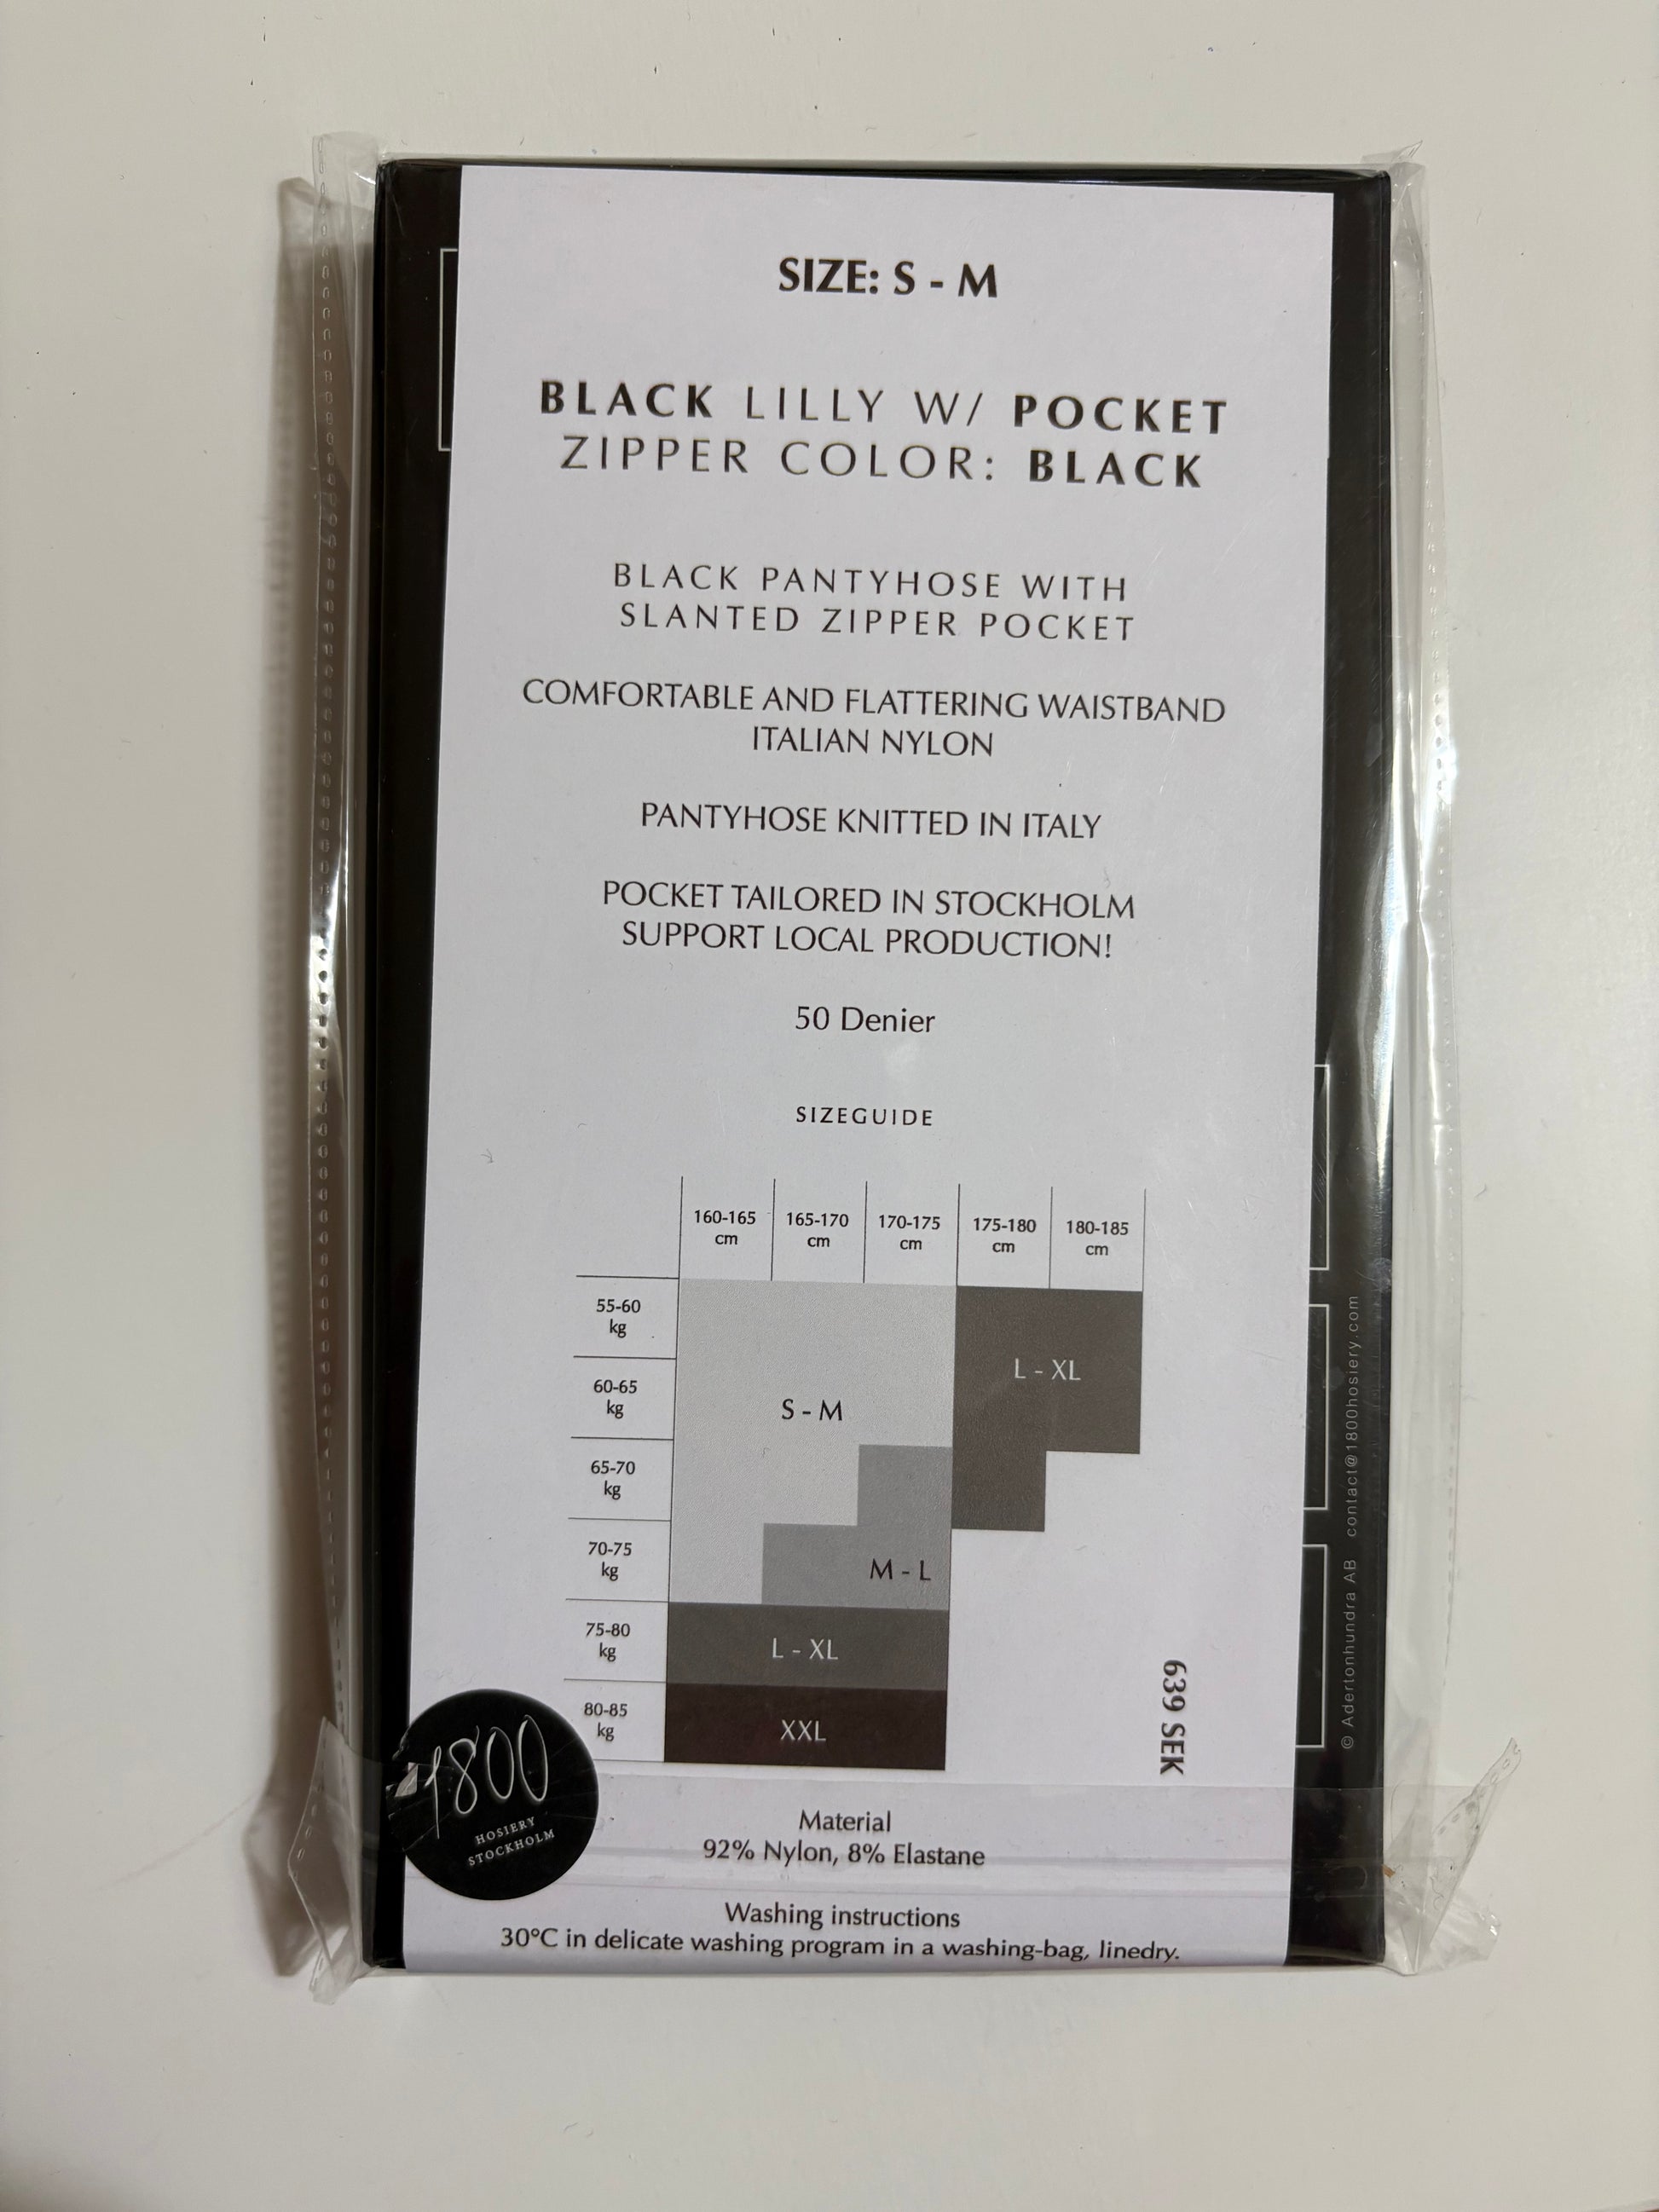 SIZE: S - M
BLACK LILLY W/ POCKET
ZIPPER COLOR: BLACK
BLACK PANTYHOSE WITH
SLANTED ZIPPER POCKET
COMFORTABLE AND FLATTERING WAISTBAND
ITALIAN NYLON
PANTYHOSE KNITTED IN ITALY
POCKET TAILORED IN STOCKHOLM
SUPPORT LOCAL PRODUCTION!
50 Denier
SIZEGUIDE
160-165 165-170 170-175 175-180 180-185
cm cm cm cm cm
55-60
kg
L - XL
60-65
kg
S - M
65-70
kg
70-75
kg
M - L
75-80
kg
L - XL
80-85
kg
XXL
639 SEK
© Adertonhundra AB contact@1800hosiery.com
1800
HOSIERY
STOCKHOLM
Material
92% Nylon, 8% Elastane
Washing instructions
30°C in delicate washing program in a washing-bag, linedry.